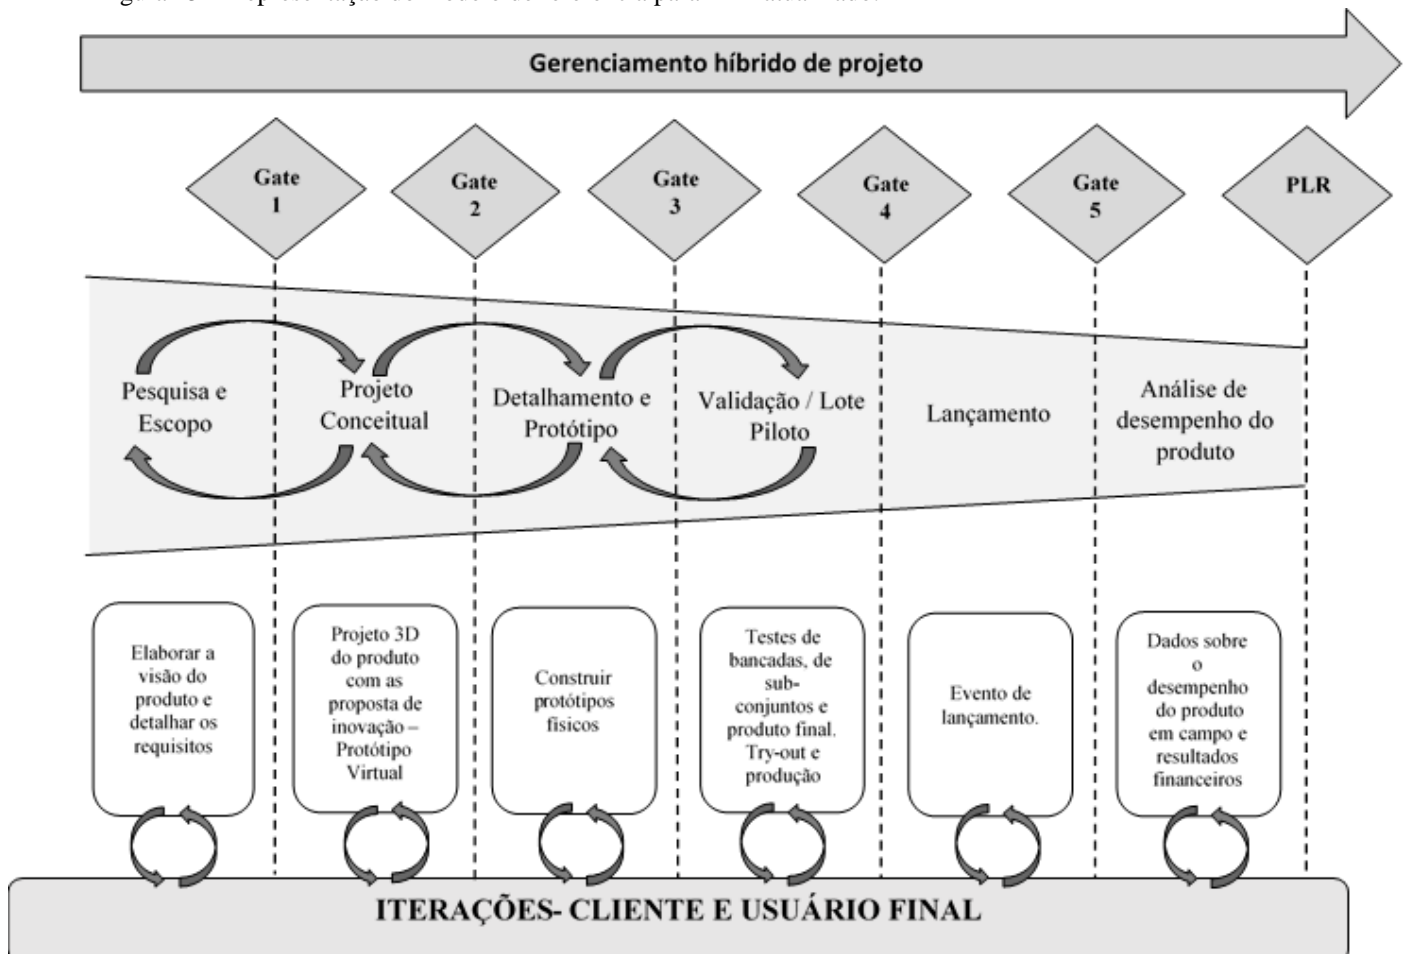 Gerenciamento híbrido de projeto
Gate
1
Gate
2
Gate
3
Gate
4
Gate
5
PLR
Pesquisa e
Escopo
Projeto
Conceitual
Detalhamento e
Protótipo
Validação / Lote
Piloto
Lançamento
Análise de
desempenho do
produto
Elaborar a
visão do
produto e
detalhar os
requisitos
Projeto 3D
do produto
com as
proposta de
inovação –
Protótipo
Virtual
Construir
protótipos
físicos
Testes de
bancadas, de
sub-
conjuntos e
produto final.
Try-out e
produção
Evento de
lançamento.
Dados sobre
o
desempenho
do produto
em campo e
resultados
financeiros
ITERAÇÕES- CLIENTE E USUÁRIO FINAL